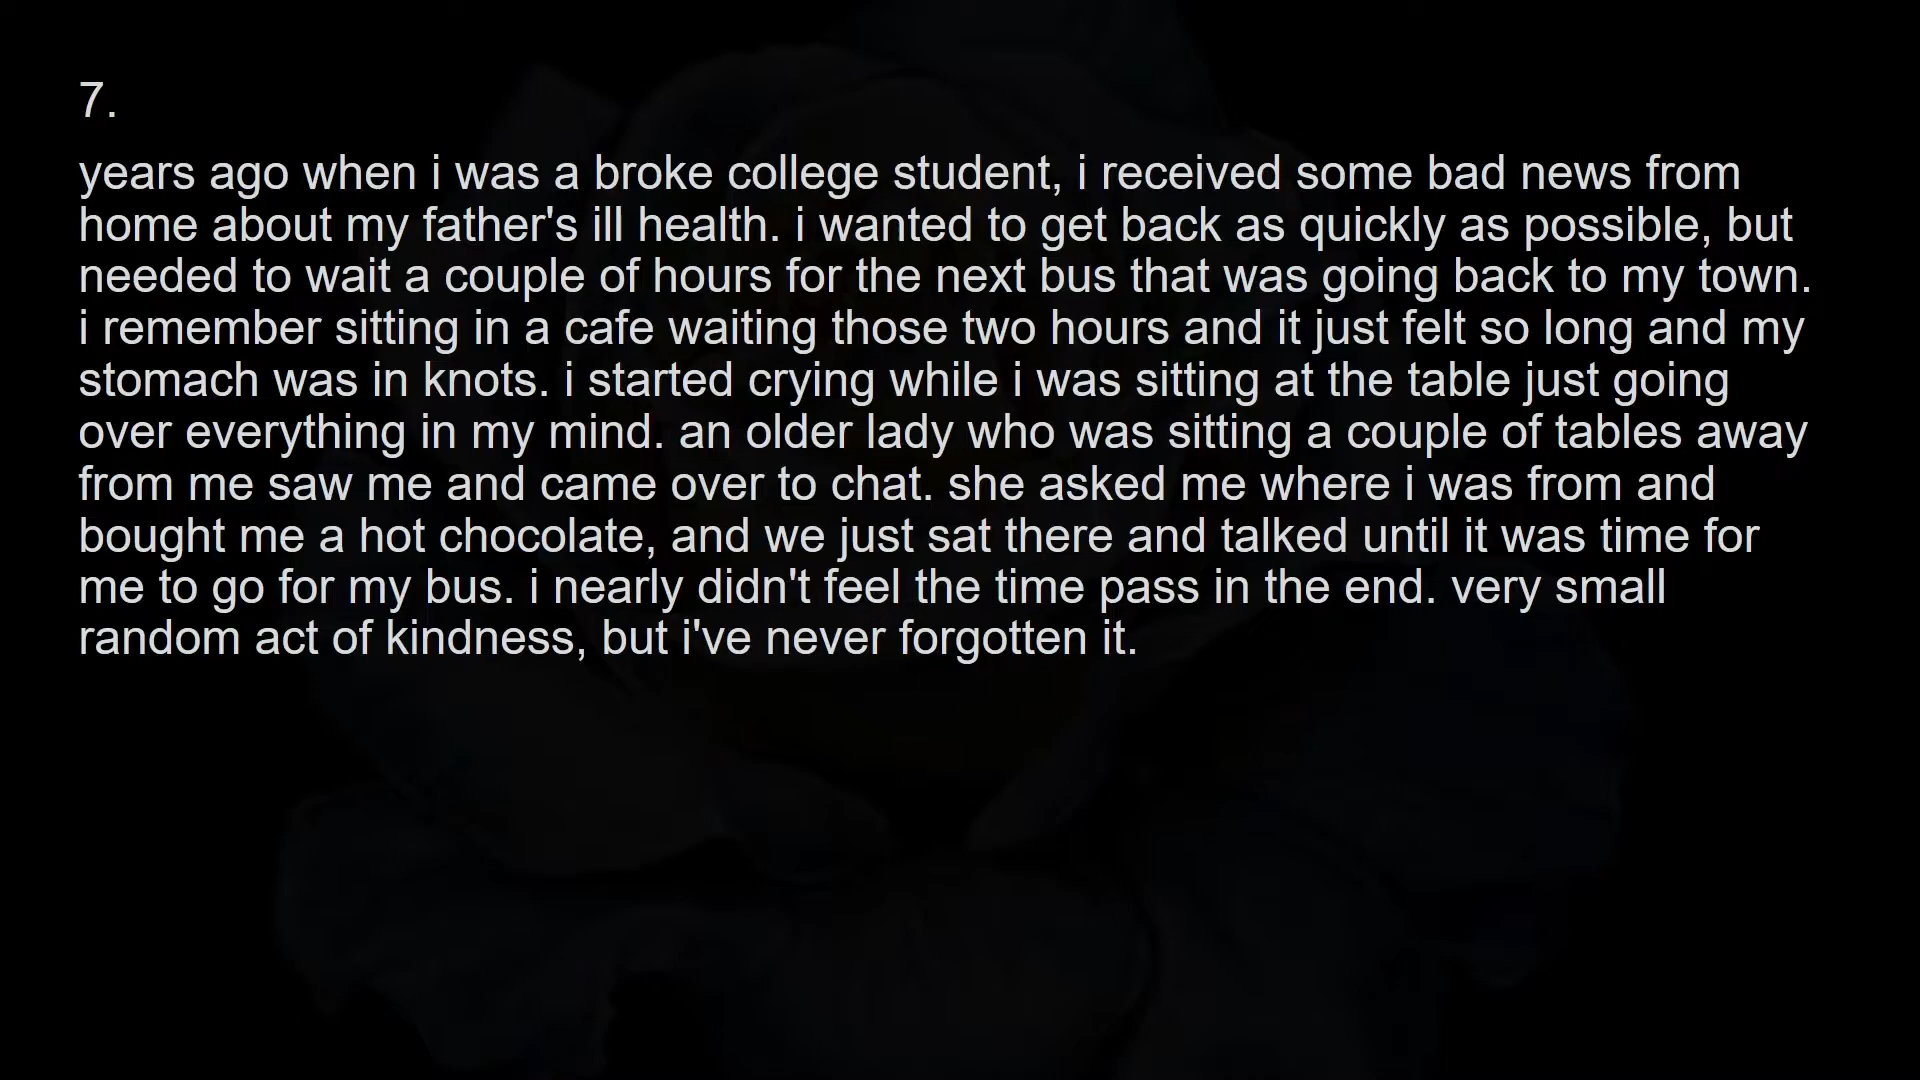 7.
years ago when i was a broke college student, i received some bad news from
home about my father's ill health. i wanted to get back as quickly as possible, but
needed to wait a couple of hours for the next bus that was going back to my town.
i remember sitting in a cafe waiting those two hours and it just felt so long and my
stomach was in knots. i started crying while i was sitting at the table just going
over everything in my mind. an older lady who was sitting a couple of tables away
from me saw me and came over to chat. she asked me where i was from and
bought me a hot chocolate, and we just sat there and talked until it was time for
me to go for my bus. i nearly didn't feel the time pass in the end. very small
random act of kindness, but i've never forgotten it.